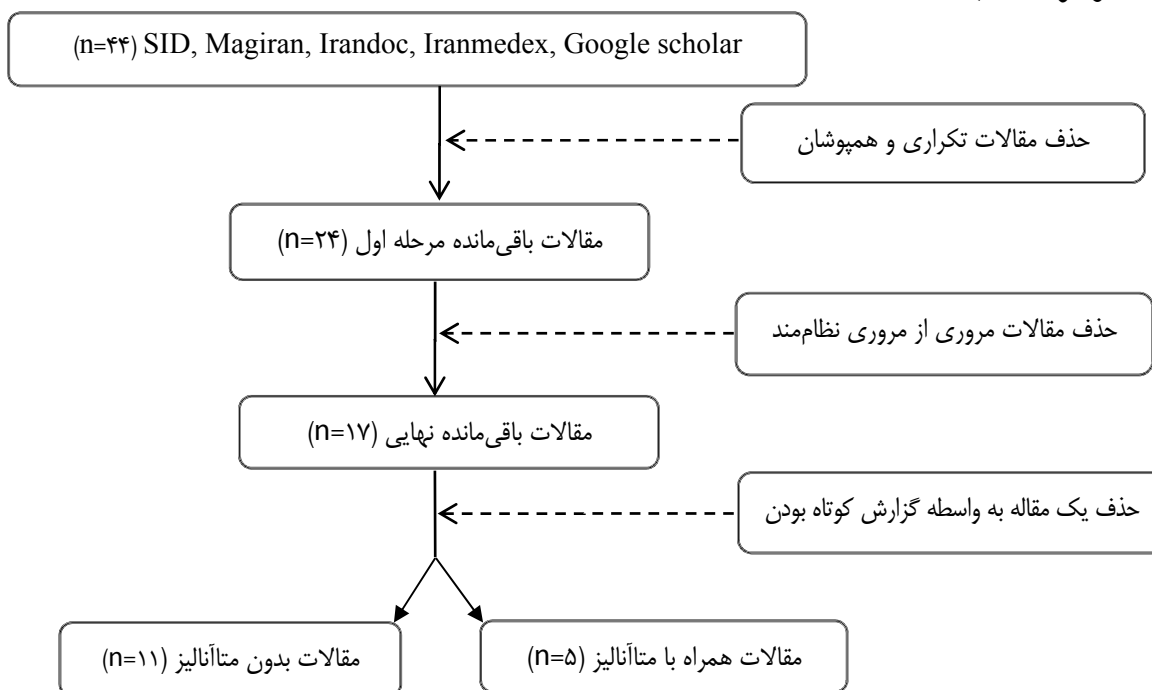 (n=۴۴) SID, Magiran, Irandoc, Iranmedex, Google scholar
حذف مقالات تکراری و همپوشان
مقالات باقی‌مانده مرحله اول (n=۲۴)
حذف مقالات مروری از مروری نظام‌مند
مقالات باقی‌مانده نهایی (n=۱۷)
حذف یک مقاله به واسطه گزارش کوتاه بودن
مقالات همراه با متاآنالیز (n=۵)
مقالات بدون متاآنالیز (n=۱۱)